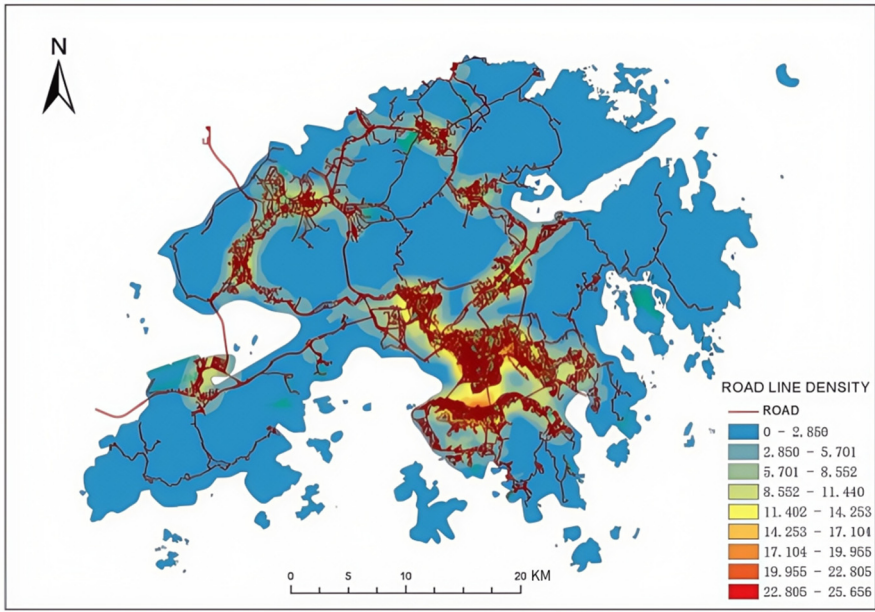 N
ROAD LINE DENSITY
ROAD
0 - 2.850
2.850 - 5.701
5.701 - 8.552
8.552 - 11.440
11.402 - 14.253
14.253 - 17.104
17.104 - 19.955
19.955 - 22.805
22.805 - 25.656
0 5 10 20 KM